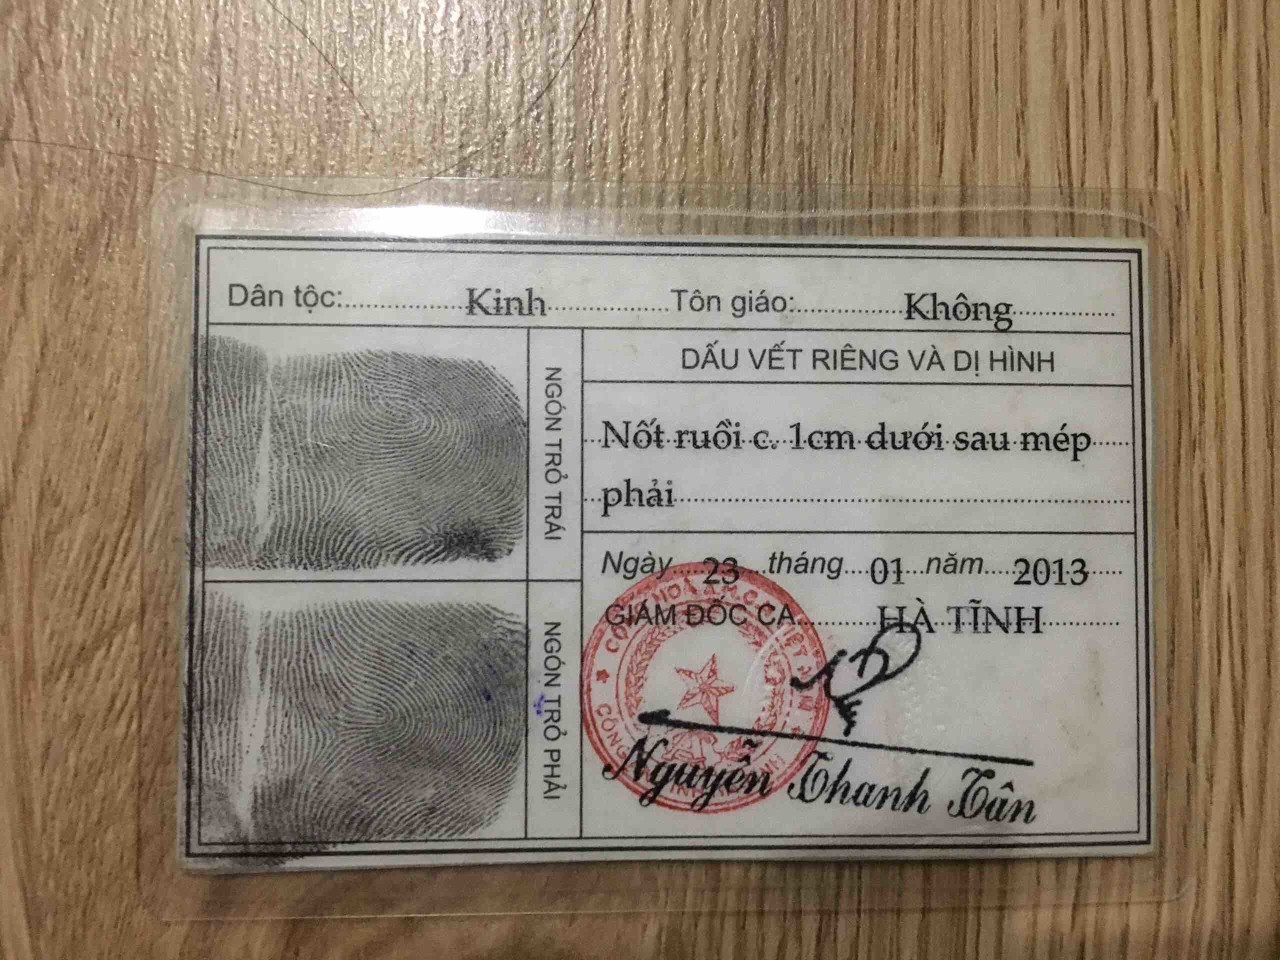 Dân tộc: Kinh Tôn giáo: Không
NGÓN TRỎ TRÁI
NGÓN TRỎ PHẢI
DẤU VẾT RIÊNG VÀ DỊ HÌNH
Nốt ruồi c. 1cm dưới sau mép
phải
Ngày 23 tháng 01 năm 2013
GIÁM ĐỐC CA HÀ TĨNH
Nguyễn Thanh Tân